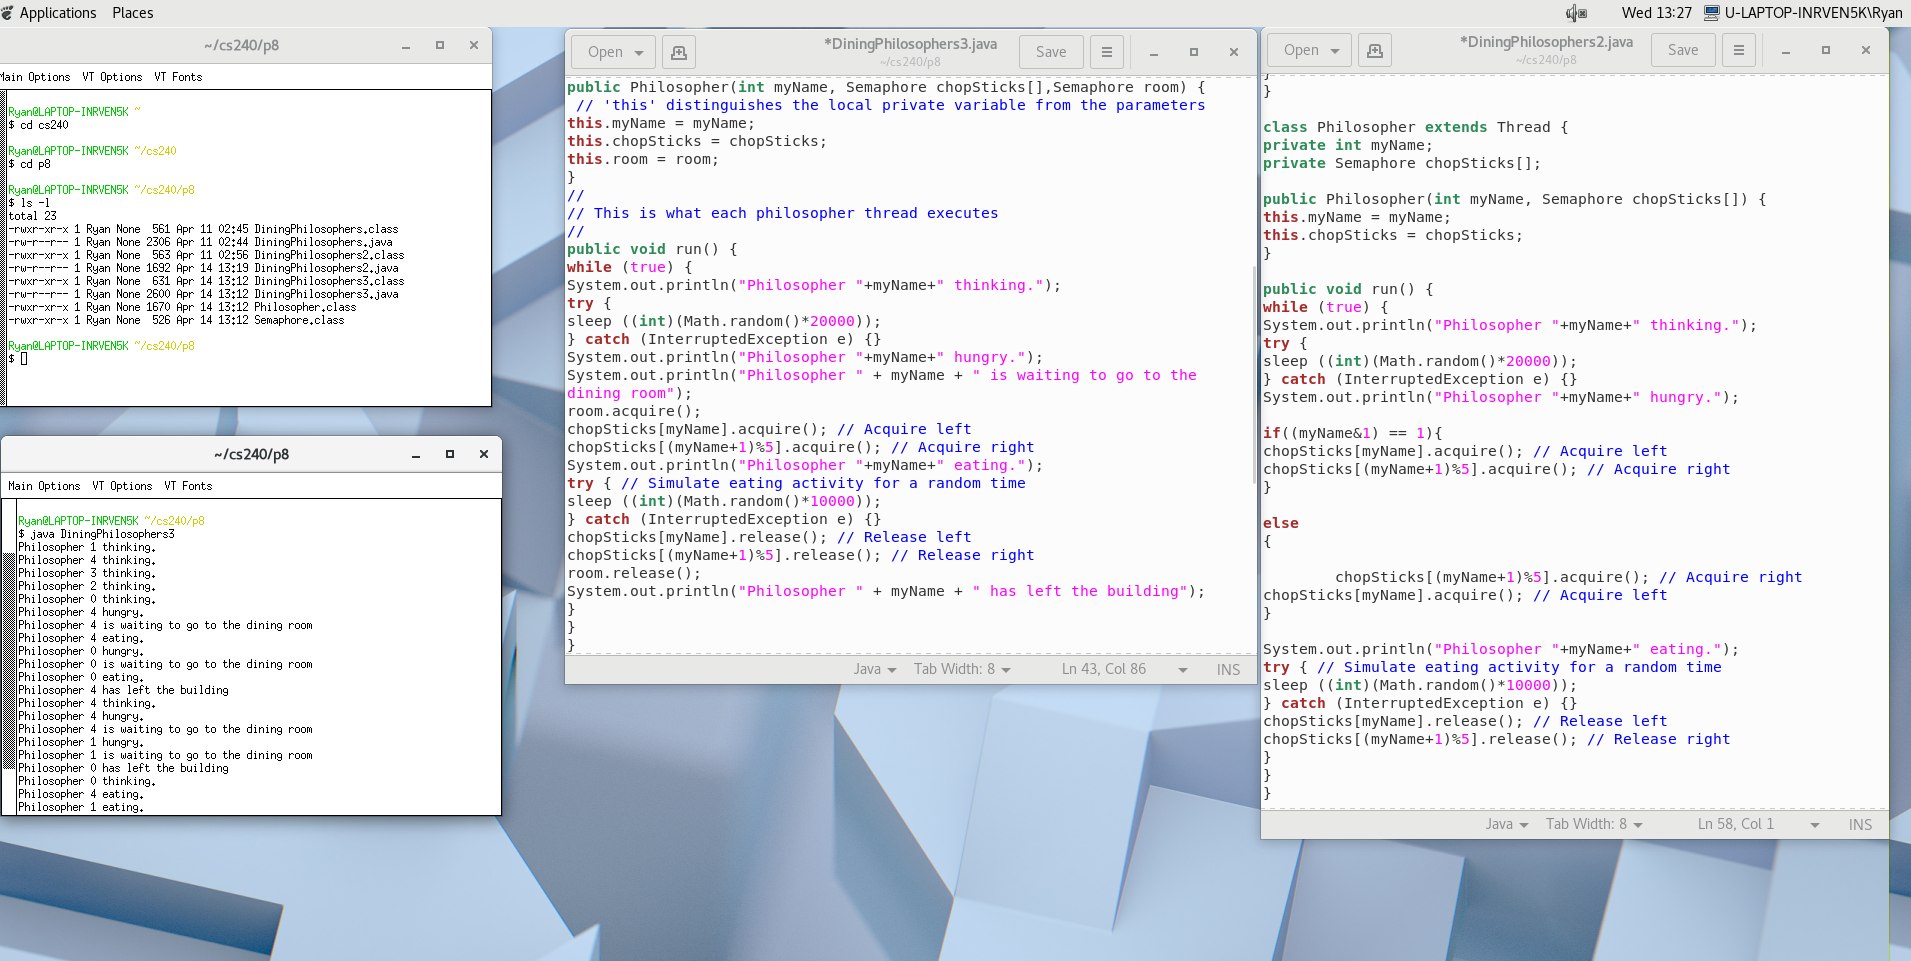 Applications Places
Wed 13:27 U-LAPTOP-INRVEN5K\Ryan
~/cs240/p8
Main Options VT Options VT Fonts
Ryan@LAPTOP-INRVEN5K ~
$ cd cs240
Ryan@LAPTOP-INRVEN5K ~/cs240
$ cd p8
Ryan@LAPTOP-INRVEN5K ~/cs240/p8
$ ls -l
total 23
-rwxr-xr-x 1 Ryan None 561 Apr 11 02:45 DiningPhilosophers.class
-rw-r--r-- 1 Ryan None 2306 Apr 11 02:44 DiningPhilosophers.java
-rwxr-xr-x 1 Ryan None 563 Apr 11 02:56 DiningPhilosophers2.class
-rw-r--r-- 1 Ryan None 1692 Apr 14 13:19 DiningPhilosophers2.java
-rwxr-xr-x 1 Ryan None 631 Apr 14 13:12 DiningPhilosophers3.class
-rw-r--r-- 1 Ryan None 2600 Apr 14 13:12 DiningPhilosophers3.java
-rwxr-xr-x 1 Ryan None 1670 Apr 14 13:12 Philosopher.class
-rwxr-xr-x 1 Ryan None 526 Apr 14 13:12 Semaphore.class
Ryan@LAPTOP-INRVEN5K ~/cs240/p8
$
~/cs240/p8
Main Options VT Options VT Fonts
Ryan@LAPTOP-INRVEN5K ~/cs240/p8
$ java DiningPhilosophers3
Philosopher 1 thinking.
Philosopher 4 thinking.
Philosopher 3 thinking.
Philosopher 2 thinking.
Philosopher 0 thinking.
Philosopher 4 hungry.
Philosopher 4 is waiting to go to the dining room
Philosopher 4 eating.
Philosopher 0 hungry.
Philosopher 0 is waiting to go to the dining room
Philosopher 0 eating.
Philosopher 4 has left the building
Philosopher 4 thinking.
Philosopher 4 hungry.
Philosopher 4 is waiting to go to the dining room
Philosopher 1 hungry.
Philosopher 1 is waiting to go to the dining room
Philosopher 0 has left the building
Philosopher 0 thinking.
Philosopher 4 eating.
Philosopher 1 eating.
Open *DiningPhilosophers3.java Save
~/cs240/p8
public Philosopher(int myName, Semaphore chopSticks[],Semaphore room) {
// 'this' distinguishes the local private variable from the parameters
this.myName = myName;
this.chopSticks = chopSticks;
this.room = room;
}
//
// This is what each philosopher thread executes
//
public void run() {
while (true) {
System.out.println("Philosopher "+myName+" thinking.");
try {
sleep ((int)(Math.random()*20000));
} catch (InterruptedException e) {}
System.out.println("Philosopher "+myName+" hungry.");
System.out.println("Philosopher " + myName + " is waiting to go to the
dining room");
room.acquire();
chopSticks[myName].acquire(); // Acquire left
chopSticks[(myName+1)%5].acquire(); // Acquire right
System.out.println("Philosopher "+myName+" eating.");
try { // Simulate eating activity for a random time
sleep ((int)(Math.random()*10000));
} catch (InterruptedException e) {}
chopSticks[myName].release(); // Release left
chopSticks[(myName+1)%5].release(); // Release right
room.release();
System.out.println("Philosopher " + myName + " has left the building");
}
}
}
Java Tab Width: 8 Ln 43, Col 86 INS
Open *DiningPhilosophers2.java Save
~/cs240/p8
}
}
class Philosopher extends Thread {
private int myName;
private Semaphore chopSticks[];
public Philosopher(int myName, Semaphore chopSticks[]) {
this.myName = myName;
this.chopSticks = chopSticks;
}
public void run() {
while (true) {
System.out.println("Philosopher "+myName+" thinking.");
try {
sleep ((int)(Math.random()*20000));
} catch (InterruptedException e) {}
System.out.println("Philosopher "+myName+" hungry.");
if((myName&1) == 1){
chopSticks[myName].acquire(); // Acquire left
chopSticks[(myName+1)%5].acquire(); // Acquire right
}
else
{
chopSticks[(myName+1)%5].acquire(); // Acquire right
chopSticks[myName].acquire(); // Acquire left
}
System.out.println("Philosopher "+myName+" eating.");
try { // Simulate eating activity for a random time
sleep ((int)(Math.random()*10000));
} catch (InterruptedException e) {}
chopSticks[myName].release(); // Release left
chopSticks[(myName+1)%5].release(); // Release right
}
}
}
Java Tab Width: 8 Ln 58, Col 1 INS